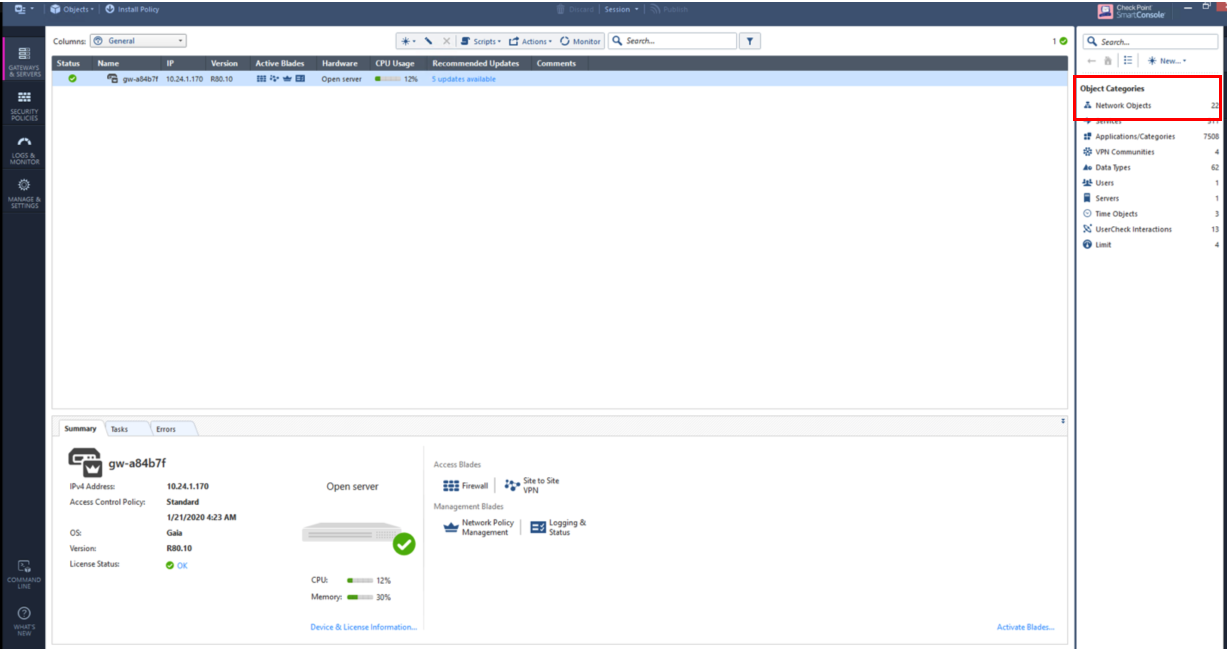 Objects
Install Policy
Discard
Session
Publish
Check Point
SmartConsole
GATEWAYS
& SERVERS
SECURITY
POLICIES
LOGS &
MONITOR
MANAGE &
SETTINGS
COMMAND
LINE
WHAT'S
NEW
Columns: General
Scripts Actions Monitor Search...
1
Status Name IP Version Active Blades Hardware CPU Usage Recommended Updates Comments
gw-a84b7f 10.24.1.170 R80.10 Open server 12% 5 updates available
Summary Tasks Errors
gw-a84b7f
IPv4 Address: 10.24.1.170
Access Control Policy: Standard
1/21/2020 4:23 AM
OS: Gaia
Version: R80.10
License Status: OK
Open server
CPU: 12%
Memory: 30%
Device & License Information...
Access Blades
Firewall
Site to Site
VPN
Management Blades
Network Policy
Management
Logging &
Status
Activate Blades...
Search...
New...
Object Categories
Network Objects 22
Services
Applications/Categories 7508
VPN Communities 4
Data Types 62
Users 1
Servers 1
Time Objects 3
UserCheck Interactions 13
Limit 4